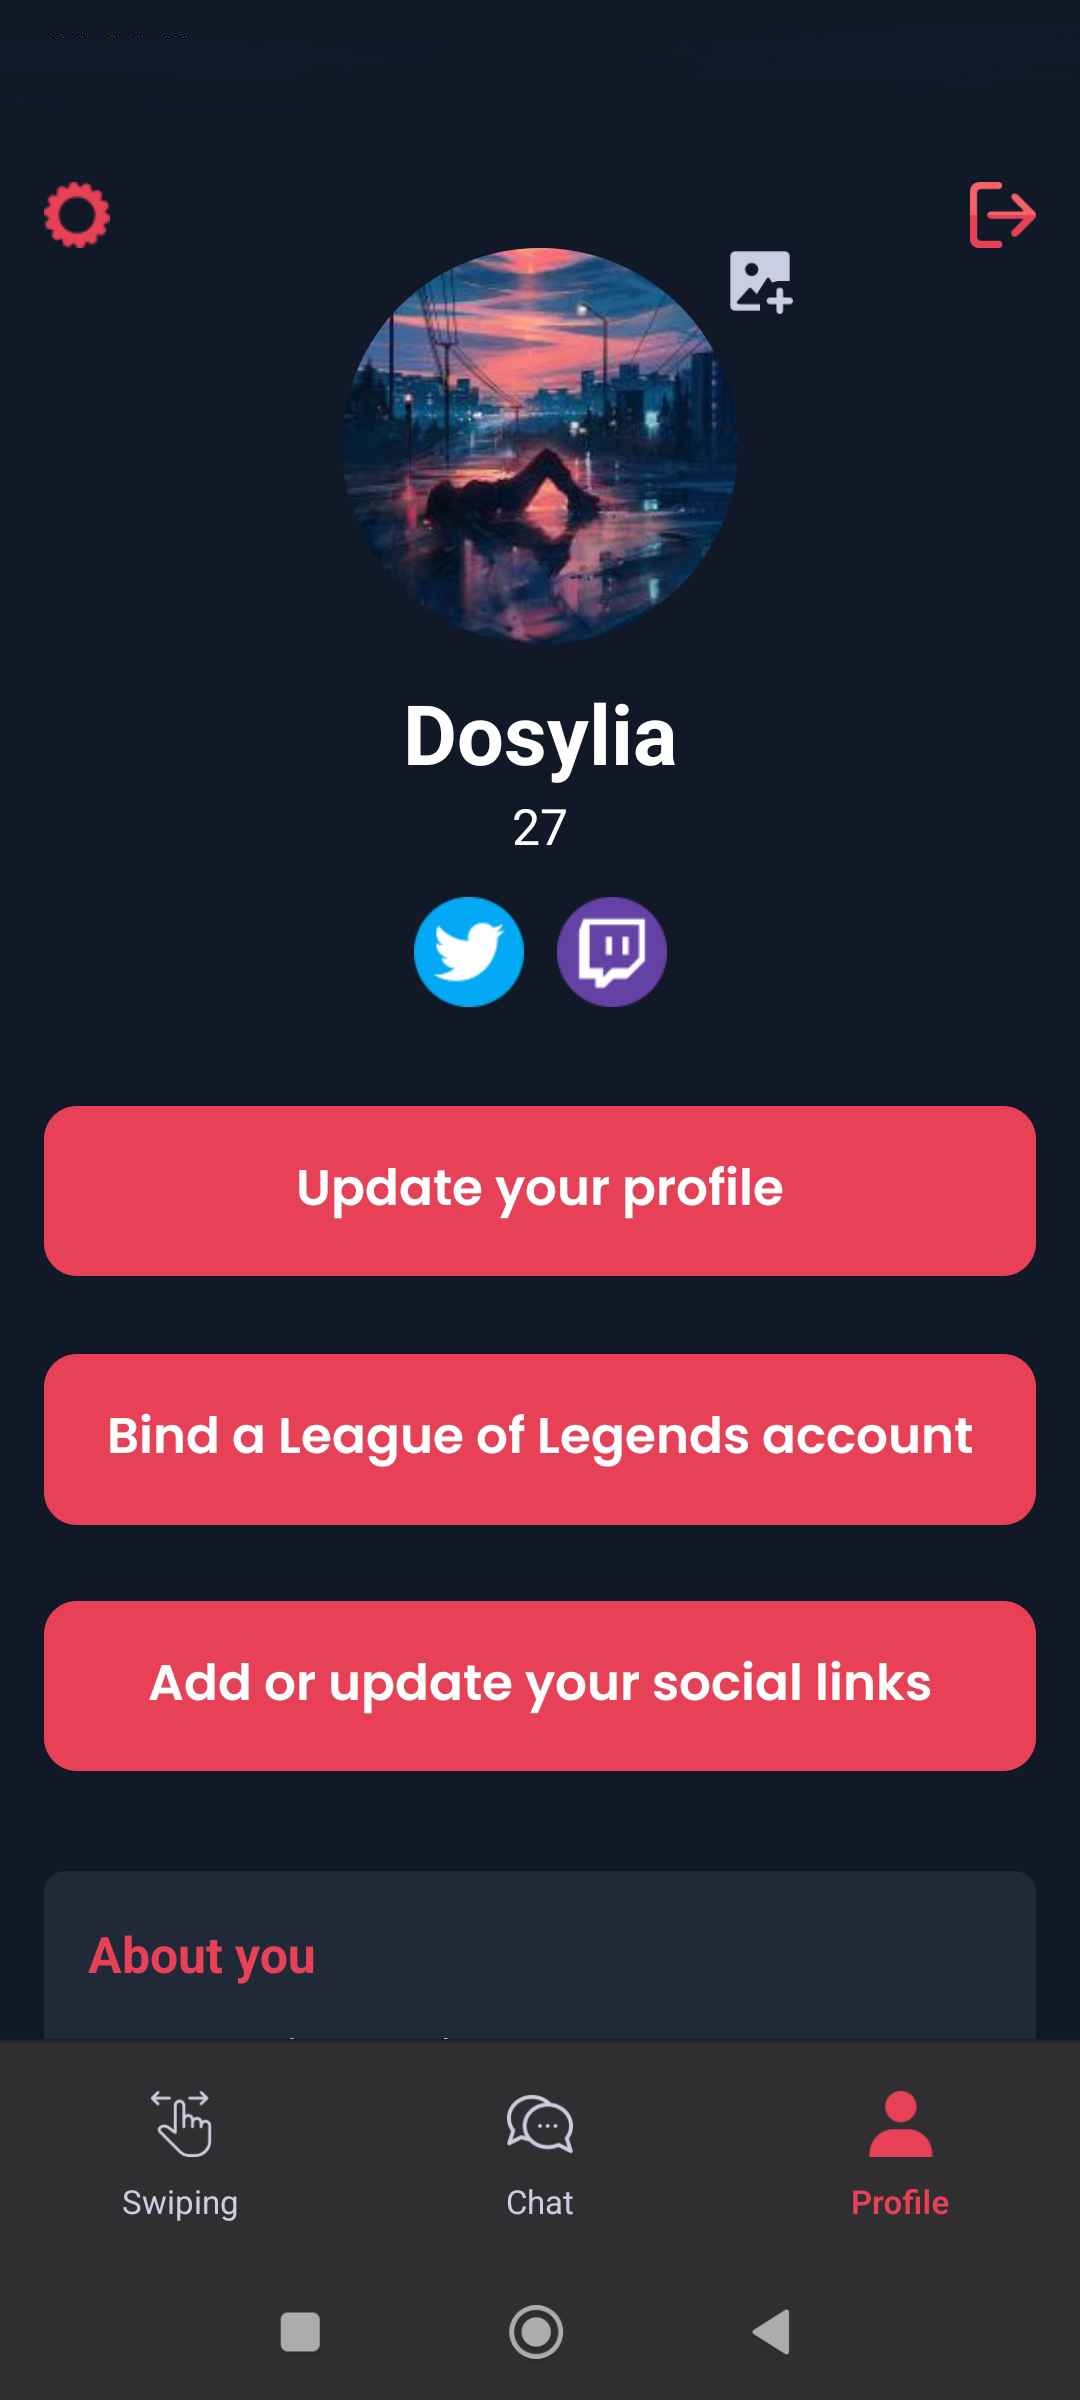 Dosylia
27
Update your profile
Bind a League of Legends account
Add or update your social links
About you
Swiping
Chat
Profile